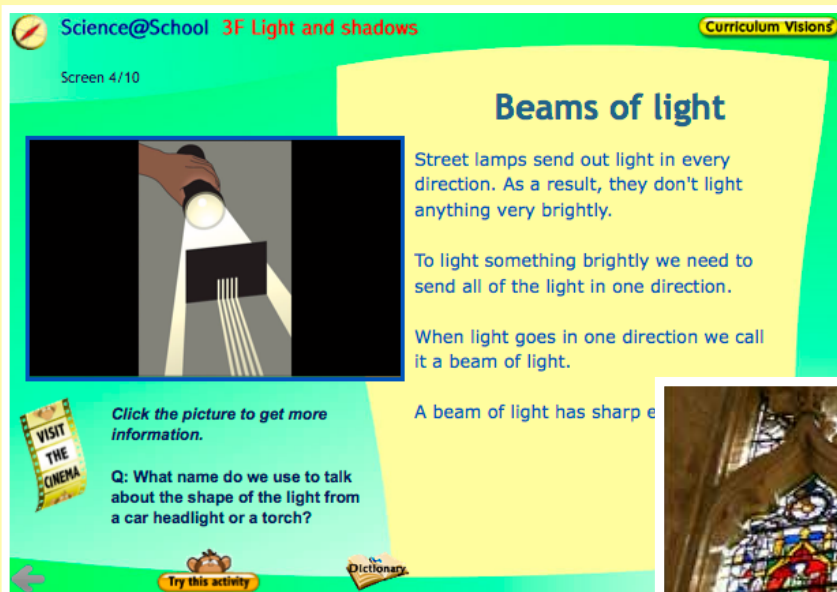 Science@School 3F Light and shadows
Curriculum Visions
Screen 4/10
Beams of light
Street lamps send out light in every
direction. As a result, they don't light
anything very brightly.
To light something brightly we need to
send all of the light in one direction.
When light goes in one direction we call
it a beam of light.
A beam of light has sharp
VISIT
THE
CINEMA
Click the picture to get more
information.
Q: What name do we use to talk
about the shape of the light from
a car headlight or a torch?
Try this activity
Dictionary